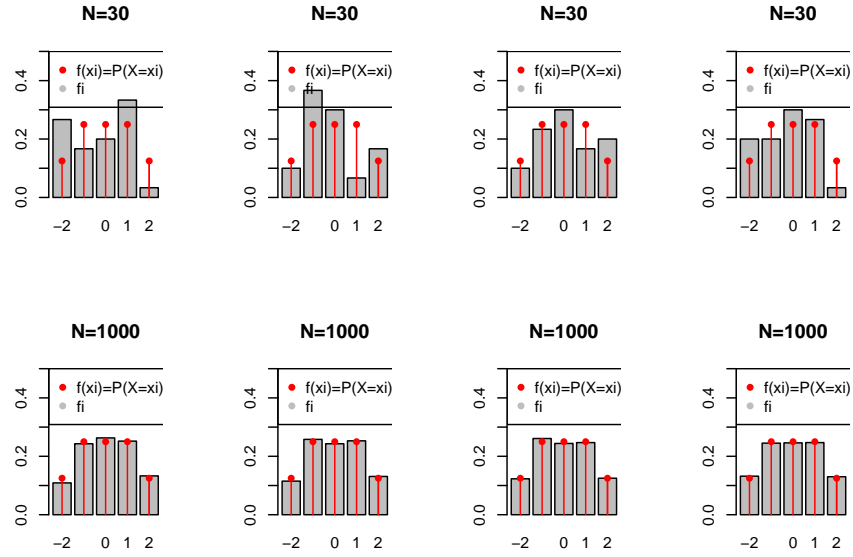 N=30
f(xi)=P(X=xi)
fi
0.0 0.2 0.4
−2 0 1 2
N=30
f(xi)=P(X=xi)
fi
0.0 0.2 0.4
−2 0 1 2
N=30
f(xi)=P(X=xi)
fi
0.0 0.2 0.4
−2 0 1 2
N=30
f(xi)=P(X=xi)
fi
0.0 0.2 0.4
−2 0 1 2
N=1000
f(xi)=P(X=xi)
fi
0.0 0.2 0.4
−2 0 1 2
N=1000
f(xi)=P(X=xi)
fi
0.0 0.2 0.4
−2 0 1 2
N=1000
f(xi)=P(X=xi)
fi
0.0 0.2 0.4
−2 0 1 2
N=1000
f(xi)=P(X=xi)
fi
0.0 0.2 0.4
−2 0 1 2